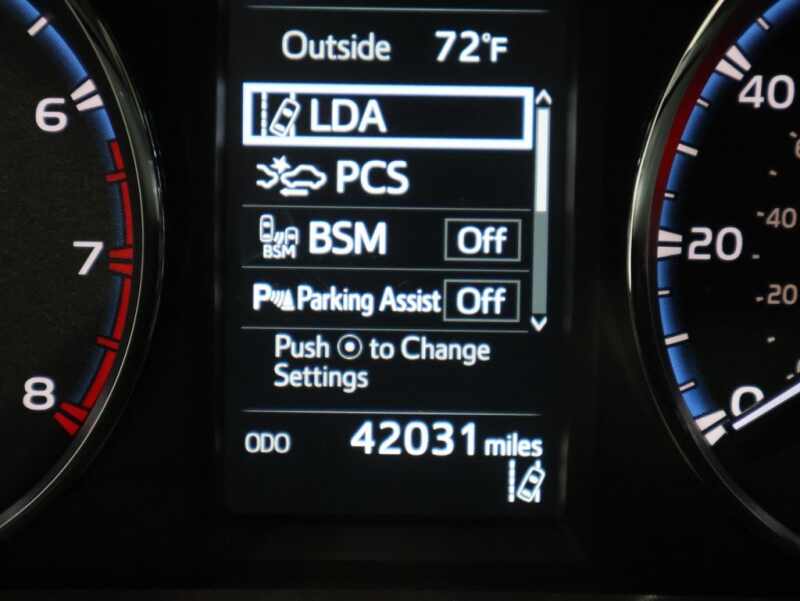 Outside 72°F
LDA
PCS
BSM BSM Off
P Parking Assist Off
Push to Change
Settings
ODO 42031 miles
6
7
8
40
20
0
40
20